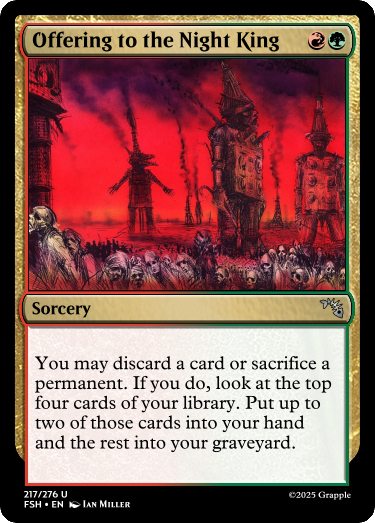 Offering to the Night King
Sorcery
You may discard a card or sacrifice a
permanent. If you do, look at the top
four cards of your library. Put up to
two of those cards into your hand
and the rest into your graveyard.
217/276 U
FSH • EN Ian Miller
©2025 Grapple